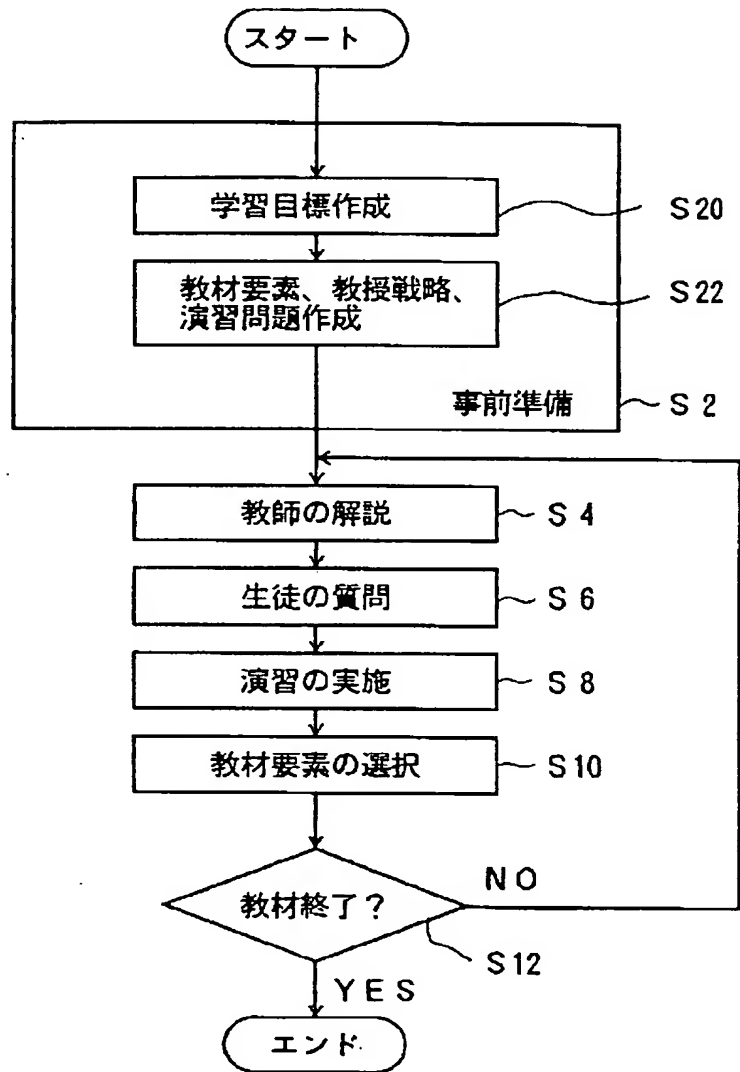 スタート
学習目標作成
S20
教材要素、教授戦略、
演習問題作成
S22
事前準備
S2
教師の解説
S4
生徒の質問
S6
演習の実施
S8
教材要素の選択
S10
教材終了?
NO
S12
YES
エンド